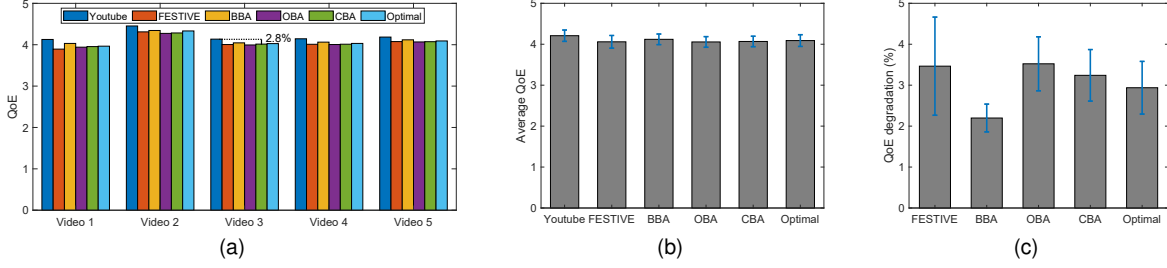 Youtube FESTIVE BBA OBA CBA Optimal
2.8%
QoE
5
4
3
2
1
0
Video 1 Video 2 Video 3 Video 4 Video 5
(a)
Average QoE
5
4
3
2
1
0
Youtube FESTIVE BBA OBA CBA Optimal
(b)
QoE degradation (%)
5
4
3
2
1
0
FESTIVE BBA OBA CBA Optimal
(c)